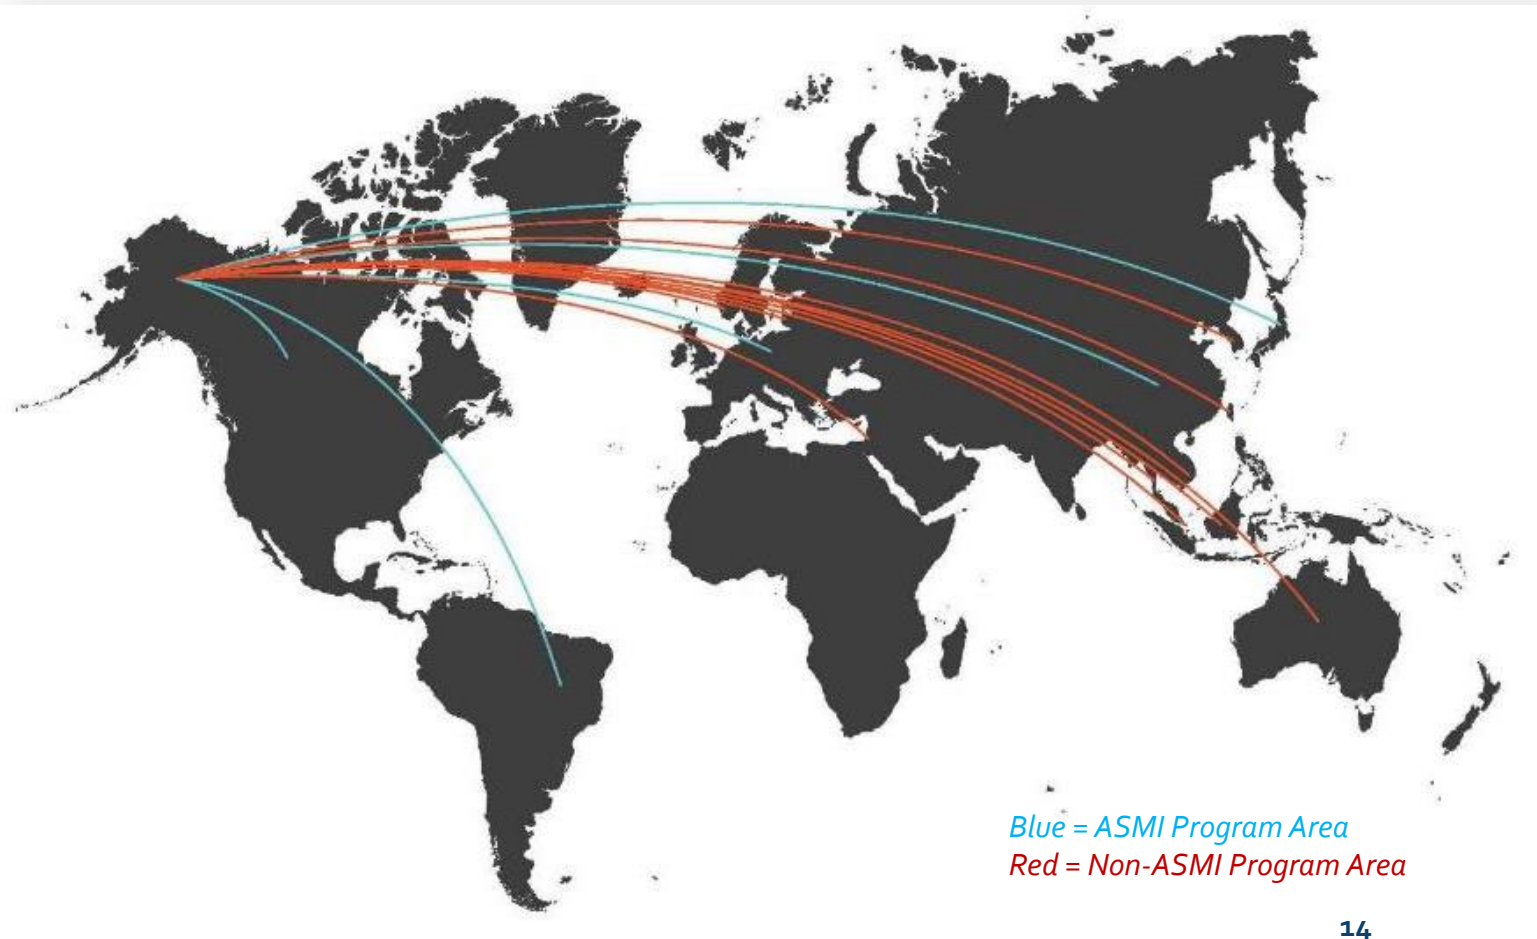 Blue = ASMI Program Area
Red = Non-ASMI Program Area
14